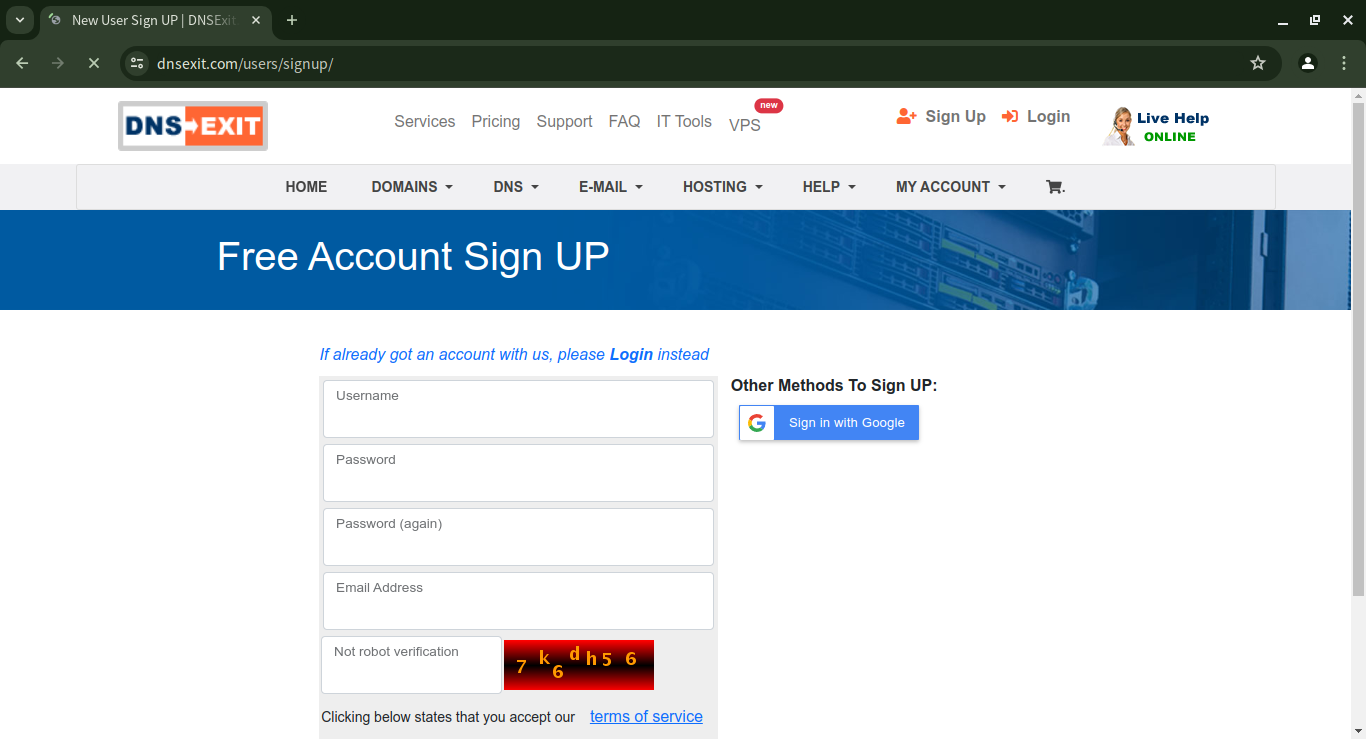 New User Sign UP | DNSExit
dnsexit.com/users/signup/
DNS EXIT
Services Pricing Support FAQ IT Tools VPS new
Sign Up Login
Live Help
ONLINE
HOME DOMAINS DNS E-MAIL HOSTING HELP MY ACCOUNT .
Free Account Sign UP
If already got an account with us, please Login instead
Username
Password
Password (again)
Email Address
Not robot verification
7 k 6 d h 5 6
Clicking below states that you accept our terms of service
Other Methods To Sign UP:
Sign in with Google